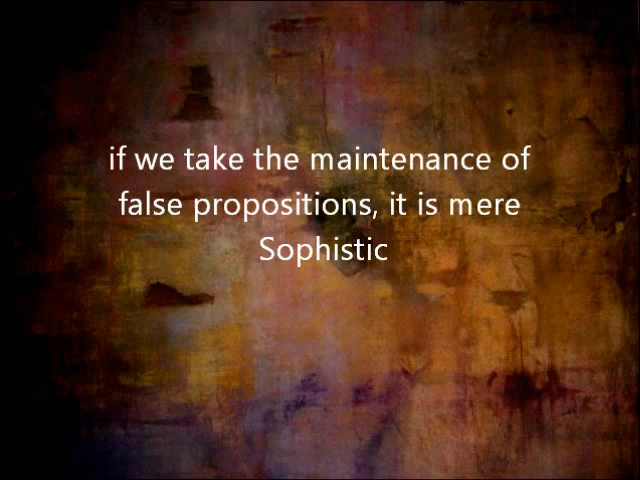 if we take the maintenance of
false propositions, it is mere
Sophistic